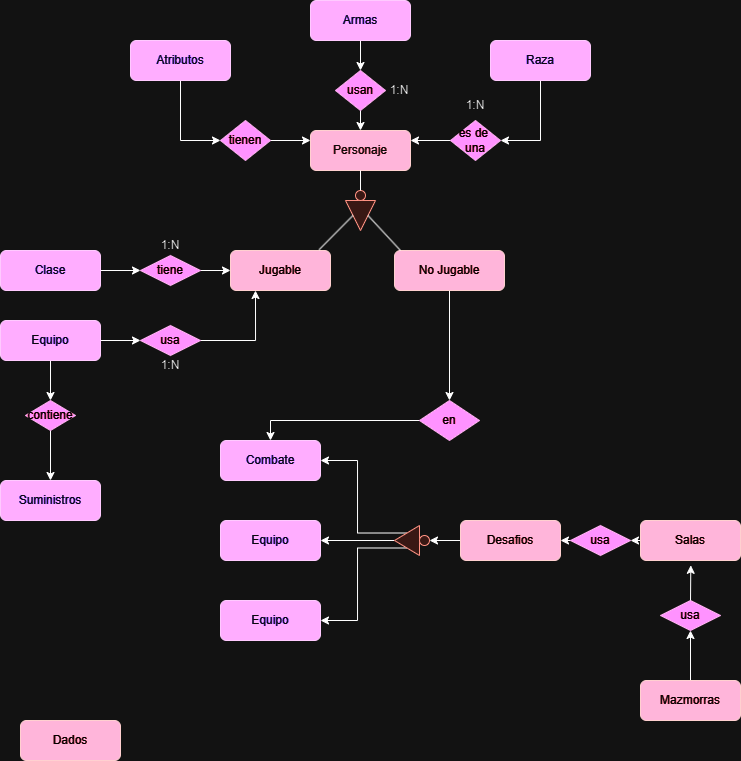 Armas
Atributos
Raza
usan
1:N
1:N
tienen
Personaje
es de
una
1:N
Clase
tiene
Jugable
No Jugable
Equipo
usa
1:N
contiene
en
Combate
Suministros
Equipo
Desafios
usa
Salas
Equipo
usa
Mazmorras
Dados